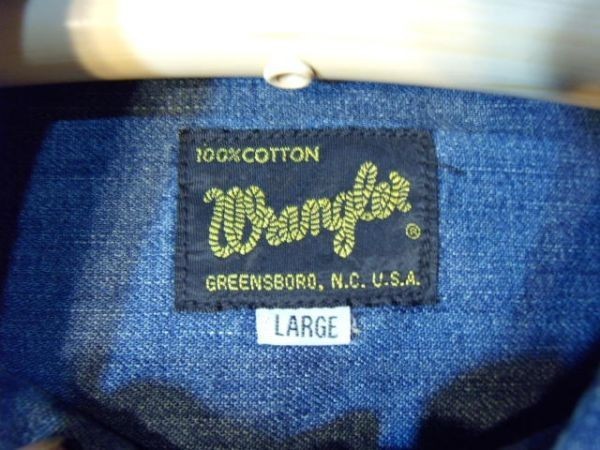 100% COTTON
Wrangler ®
GREENSBORO, N.C. U.S.A.
LARGE